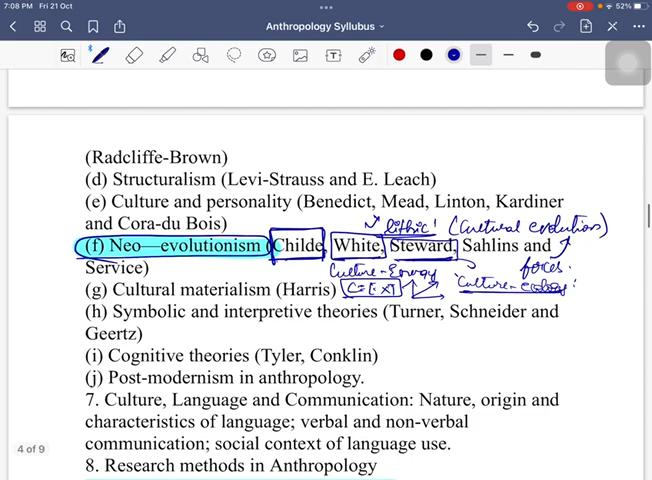 7:08 PM Fri 21 Oct
52%
Anthropology Syllabus
(Radcliffe-Brown)
(d) Structuralism (Levi-Strauss and E. Leach)
(e) Culture and personality (Benedict, Mead, Linton, Kardiner
and Cora-du Bois)
lithic' (Cultural evolution)
(f) Neo—evolutionism (Childe, White, Steward, Sahlins and
Service)
Culture - Energy
forces.
(g) Cultural materialism (Harris)
C = E x T
'Culture - ecology'
(h) Symbolic and interpretive theories (Turner, Schneider and
Geertz)
(i) Cognitive theories (Tyler, Conklin)
(j) Post-modernism in anthropology.
7. Culture, Language and Communication: Nature, origin and
characteristics of language; verbal and non-verbal
communication; social context of language use.
4 of 9
8. Research methods in Anthropology